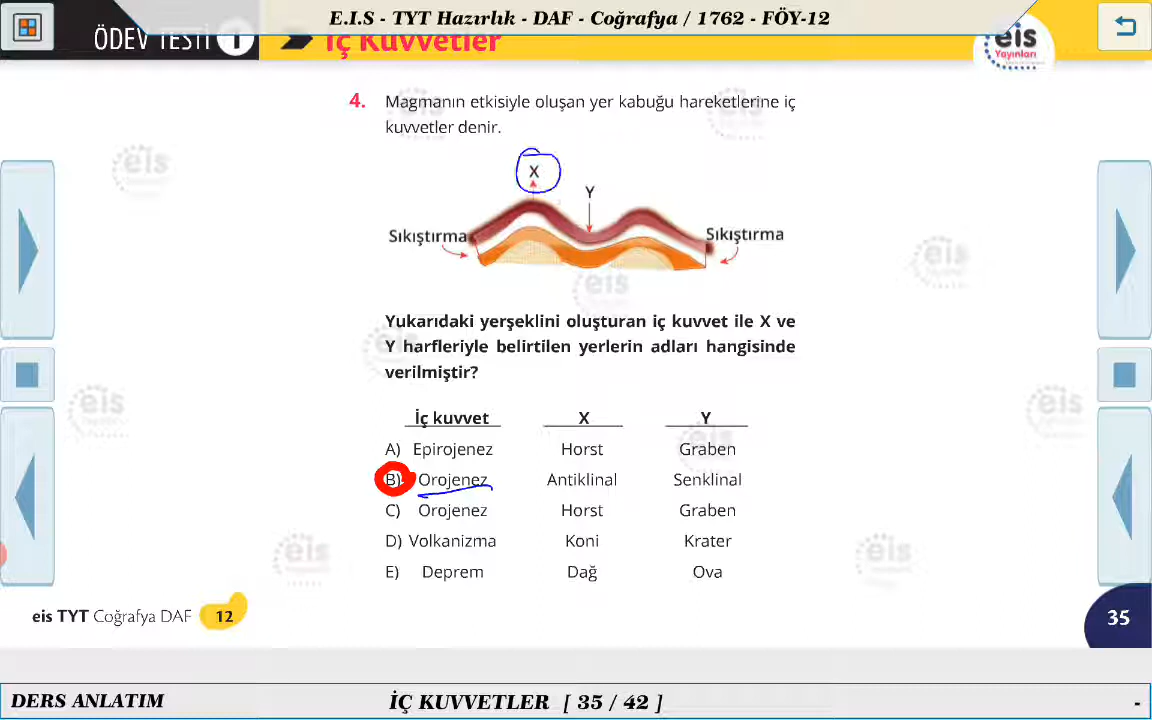 E.I.S - TYT Hazırlık - DAF - Coğrafya / 1762 - FÖY-12
ÖDEV TESTİ 1
İç Kuvvetler
eis
Yayınları
4. Magmanın etkisiyle oluşan yer kabuğu hareketlerine iç
kuvvetler denir.
X
Y
Sıkıştırma
Sıkıştırma
Yukarıdaki yerşeklini oluşturan iç kuvvet ile X ve
Y harfleriyle belirtilen yerlerin adları hangisinde
verilmiştir?
İç kuvvet X Y
A) Epirojenez Horst Graben
B) Orojenez Antiklinal Senklinal
C) Orojenez Horst Graben
D) Volkanizma Koni Krater
E) Deprem Dağ Ova
eis TYT Coğrafya DAF 12
35
DERS ANLATIM
İÇ KUVVETLER [ 35 / 42 ]
-